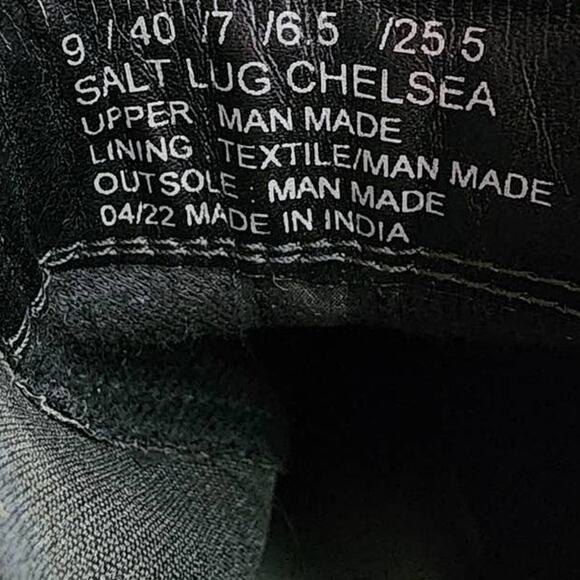 9 / 40 /7 /6.5 /25.5
SALT LUG CHELSEA
UPPER : MAN MADE
LINING : TEXTILE/MAN MADE
OUTSOLE : MAN MADE
04/22 MADE IN INDIA